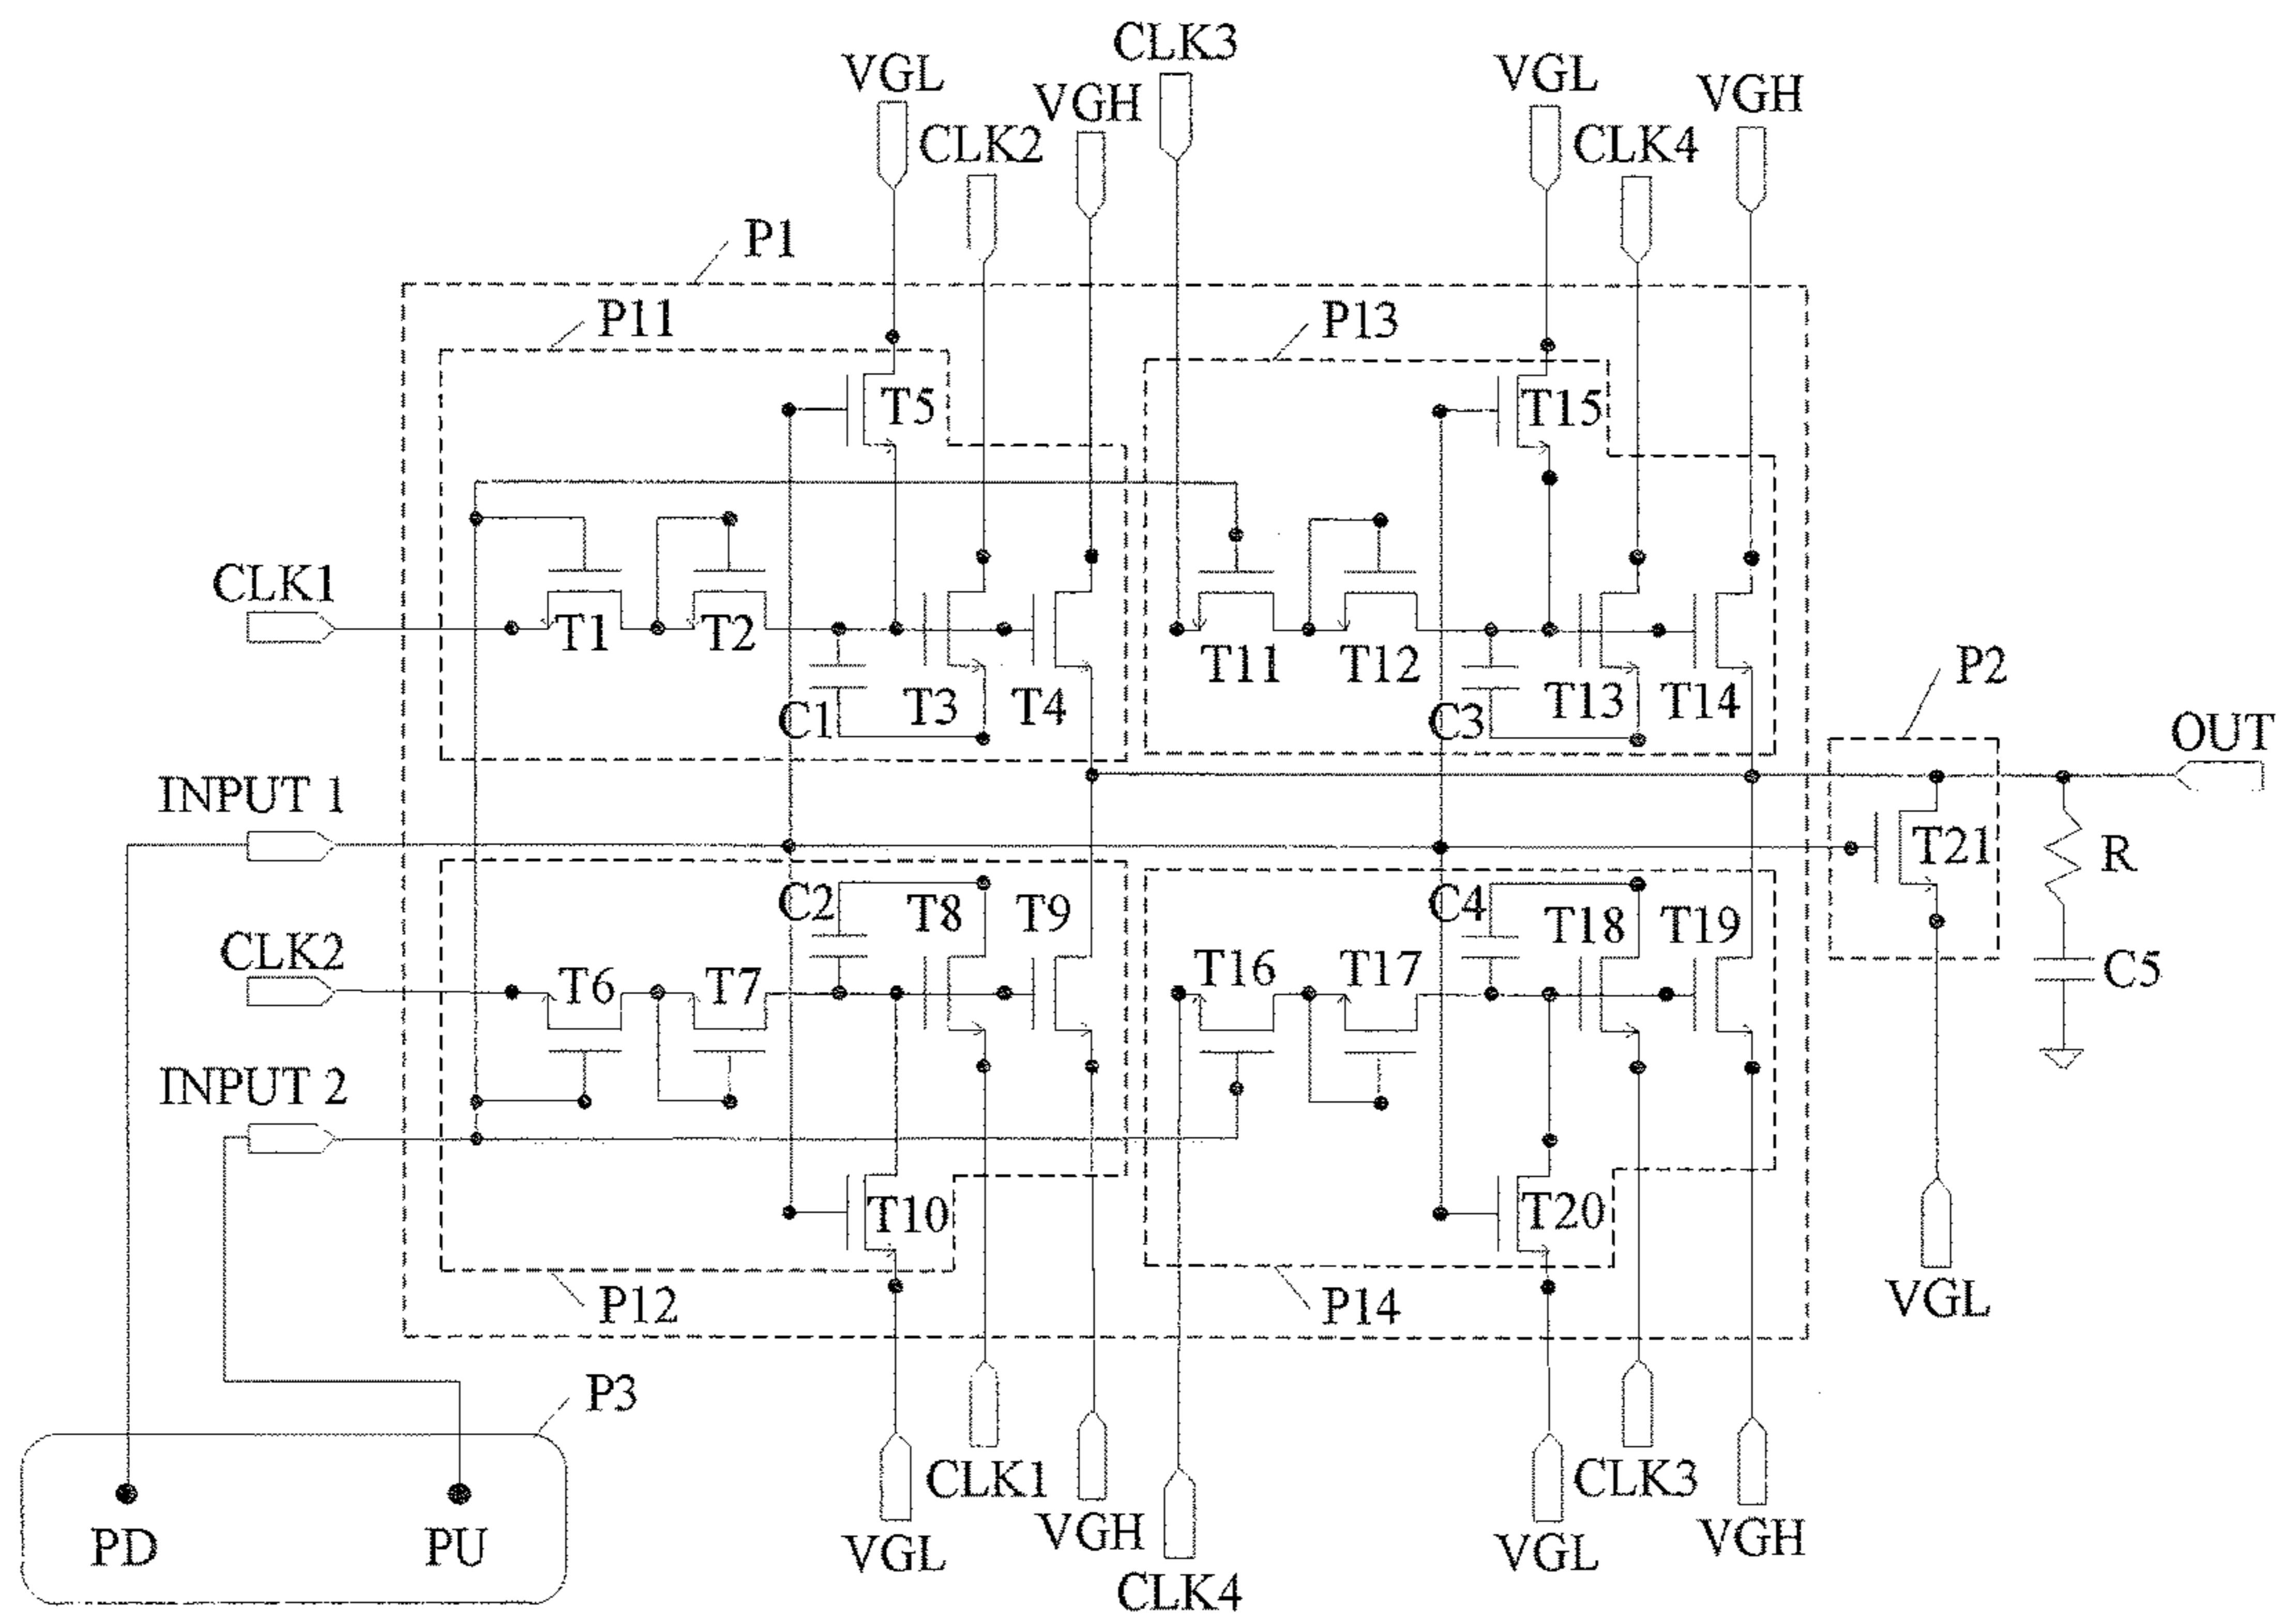 CLK3
VGL
VGL
VGH
VGH
CLK2
CLK4
P1
P11
P13
T5
T15
CLK1
T1
T2
T11
T12
T3
T4
T13
T14
C1
C3
P2
OUT
INPUT 1
T21
R
C2
T8
T9
C4
T18
T19
CLK2
T6
T7
T16
T17
C5
INPUT 2
T10
T20
P12
P14
VGL
P3
CLK1
CLK3
PD
PU
VGL
VGH
VGL
VGH
CLK4